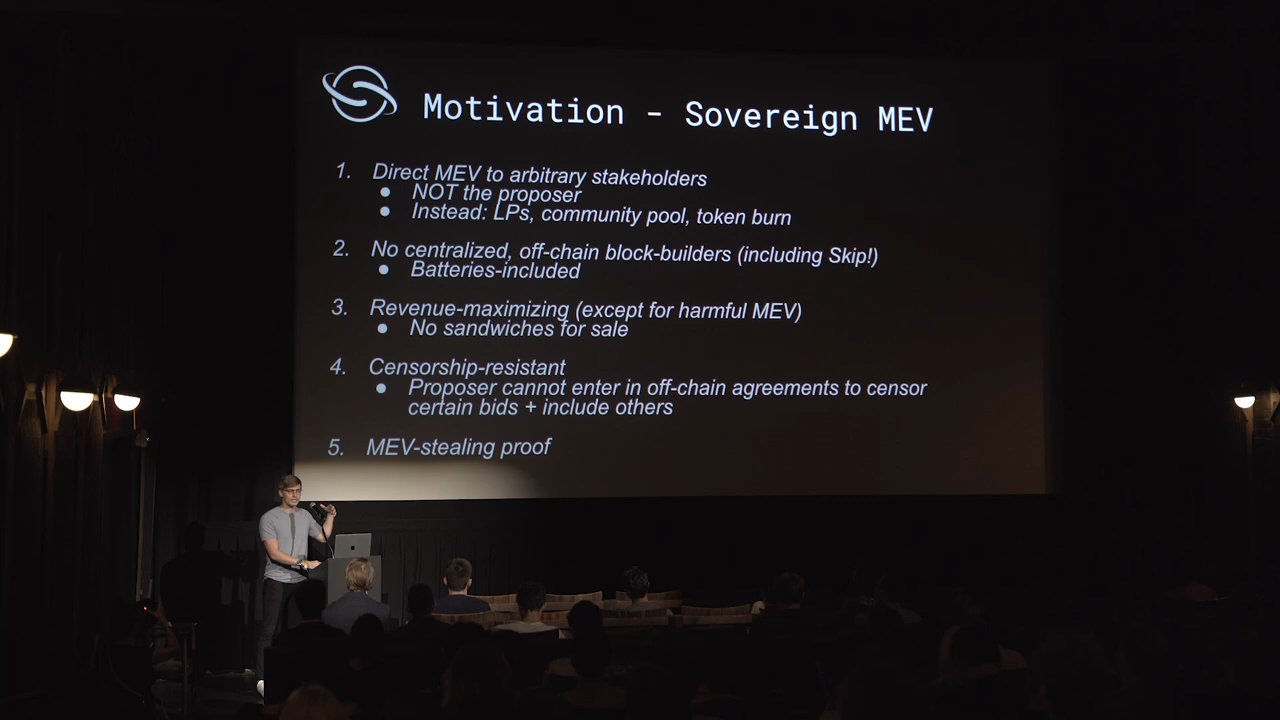 Motivation - Sovereign MEV
1. Direct MEV to arbitrary stakeholders
● NOT the proposer
● Instead: LPs, community pool, token burn
2. No centralized, off-chain block-builders (including Skip!)
● Batteries-included
3. Revenue-maximizing (except for harmful MEV)
● No sandwiches for sale
4. Censorship-resistant
● Proposer cannot enter in off-chain agreements to censor
certain bids + include others
5. MEV-stealing proof